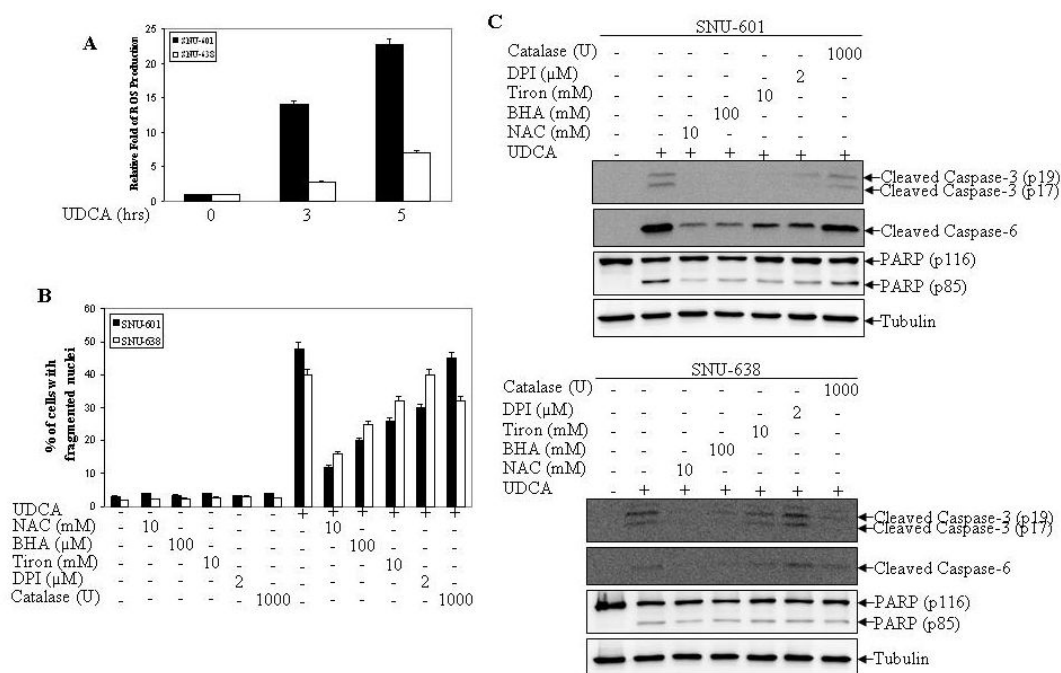 A
Relative Fold of ROS Production
25
20
15
10
5
0
SNU-601
SNU-638
UDCA (hrs) 0 3 5
B
% of cells with fragmented nuclei
60
50
40
30
20
10
0
SNU-601
SNU-638
UDCA - - - - - - + + + + + +
NAC (mM) - 10 - - - - - 10 - - - -
BHA (μM) - - 100 - - - - - 100 - - -
Tiron (mM) - - - 10 - - - - - 10 - -
DPI (μM) - - - - 2 - - - - - 2 -
Catalase (U) - - - - - 1000 - - - - - 1000
C
SNU-601
Catalase (U) - - - - - - 1000
DPI (μM) - - - - - 2 -
Tiron (mM) - - - - 10 - -
BHA (mM) - - - 100 - - -
NAC (mM) - - 10 - - - -
UDCA - + + + + + +
Cleaved Caspase-3 (p19)
Cleaved Caspase-3 (p17)
Cleaved Caspase-6
PARP (p116)
PARP (p85)
Tubulin
SNU-638
Catalase (U) - - - - - - 1000
DPI (μM) - - - - - 2 -
Tiron (mM) - - - - 10 - -
BHA (mM) - - - 100 - - -
NAC (mM) - - 10 - - - -
UDCA - + + + + + +
Cleaved Caspase-3 (p19)
Cleaved Caspase-3 (p17)
Cleaved Caspase-6
PARP (p116)
PARP (p85)
Tubulin